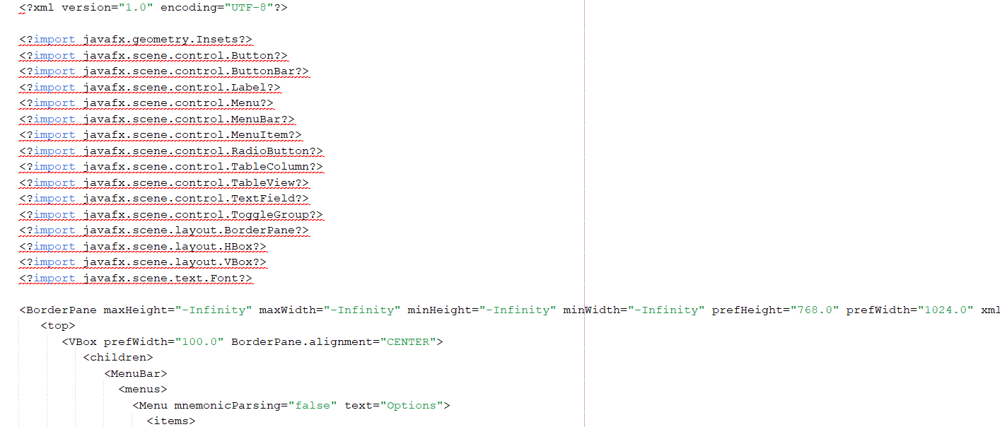 <?xml version="1.0" encoding="UTF-8"?>
<?import javafx.geometry.Insets?>
<?import javafx.scene.control.Button?>
<?import javafx.scene.control.ButtonBar?>
<?import javafx.scene.control.Label?>
<?import javafx.scene.control.Menu?>
<?import javafx.scene.control.MenuBar?>
<?import javafx.scene.control.MenuItem?>
<?import javafx.scene.control.RadioButton?>
<?import javafx.scene.control.TableColumn?>
<?import javafx.scene.control.TableView?>
<?import javafx.scene.control.TextField?>
<?import javafx.scene.control.ToggleGroup?>
<?import javafx.scene.layout.BorderPane?>
<?import javafx.scene.layout.HBox?>
<?import javafx.scene.layout.VBox?>
<?import javafx.scene.text.Font?>
<BorderPane maxHeight="-Infinity" maxWidth="-Infinity" minHeight="-Infinity" minWidth="-Infinity" prefHeight="768.0" prefWidth="1024.0" xml
<top>
<VBox prefWidth="100.0" BorderPane.alignment="CENTER">
<children>
<MenuBar>
<menus>
<Menu mnemonicParsing="false" text="Options">
<items>